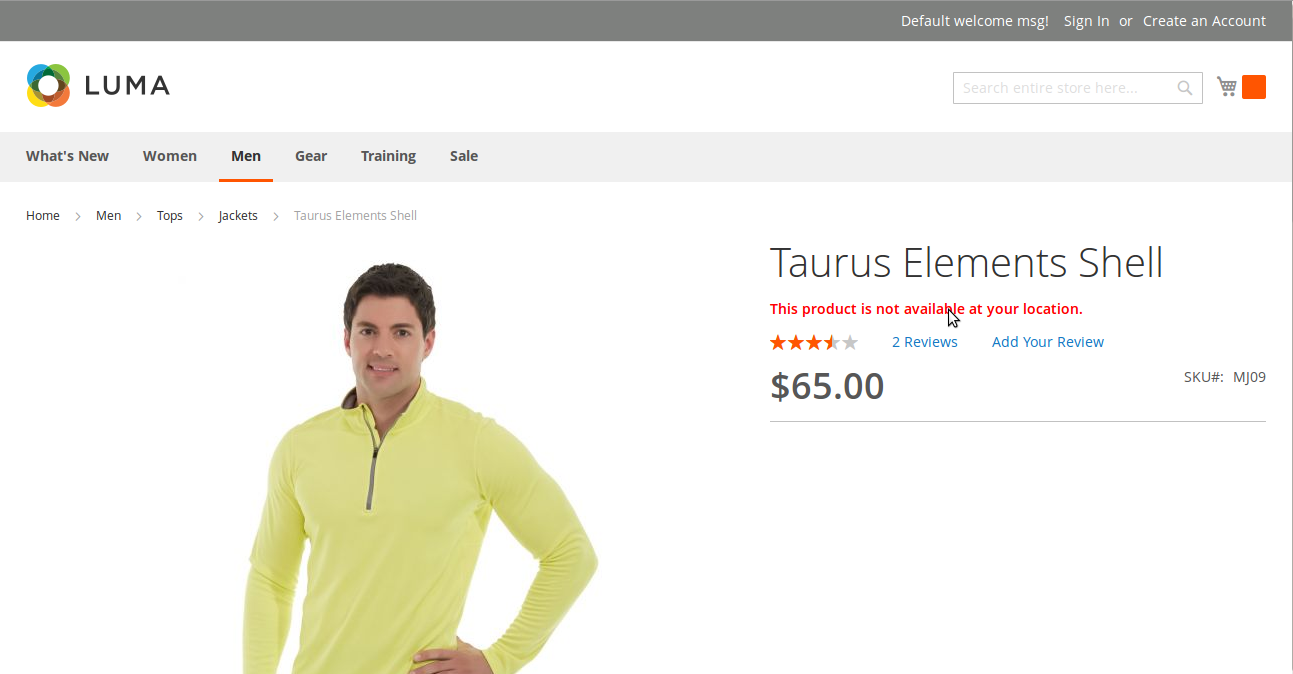 Default welcome msg! Sign In or Create an Account
LUMA
Search entire store here...
What's New Women Men Gear Training Sale
Home Men Tops Jackets Taurus Elements Shell
Taurus Elements Shell
This product is not available at your location.
2 Reviews Add Your Review
$65.00
SKU#: MJ09